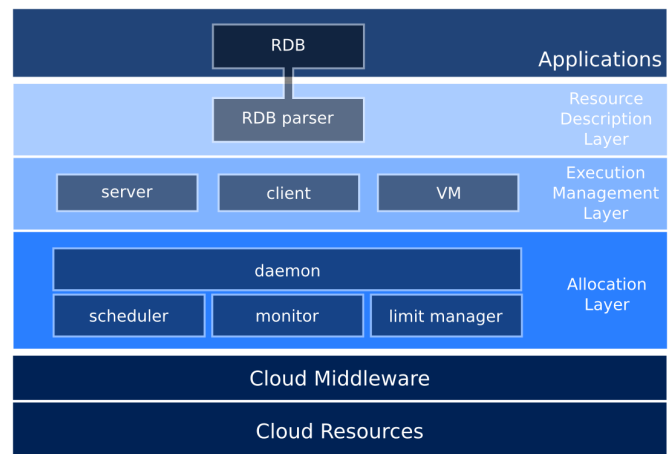 RDB
Applications
RDB parser
Resource
Description
Layer
server
client
VM
Execution
Management
Layer
daemon
scheduler
monitor
limit manager
Allocation
Layer
Cloud Middleware
Cloud Resources